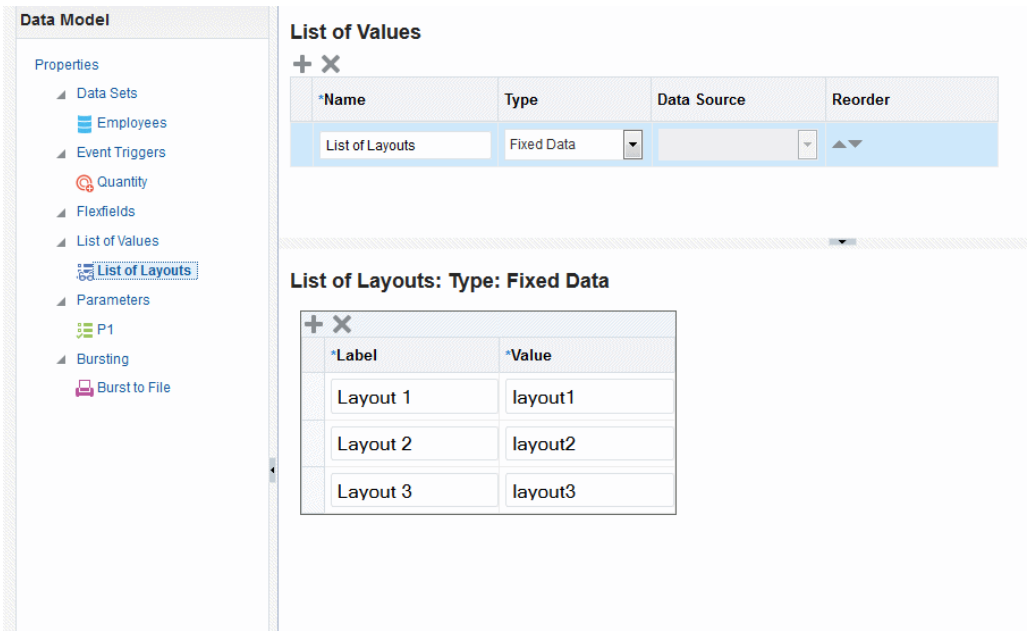 Data Model
Properties
Data Sets
Employees
Event Triggers
Quantity
Flexfields
List of Values
List of Layouts
Parameters
P1
Bursting
Burst to File
List of Values
*Name Type Data Source Reorder
List of Layouts Fixed Data
List of Layouts: Type: Fixed Data
*Label *Value
Layout 1 layout1
Layout 2 layout2
Layout 3 layout3